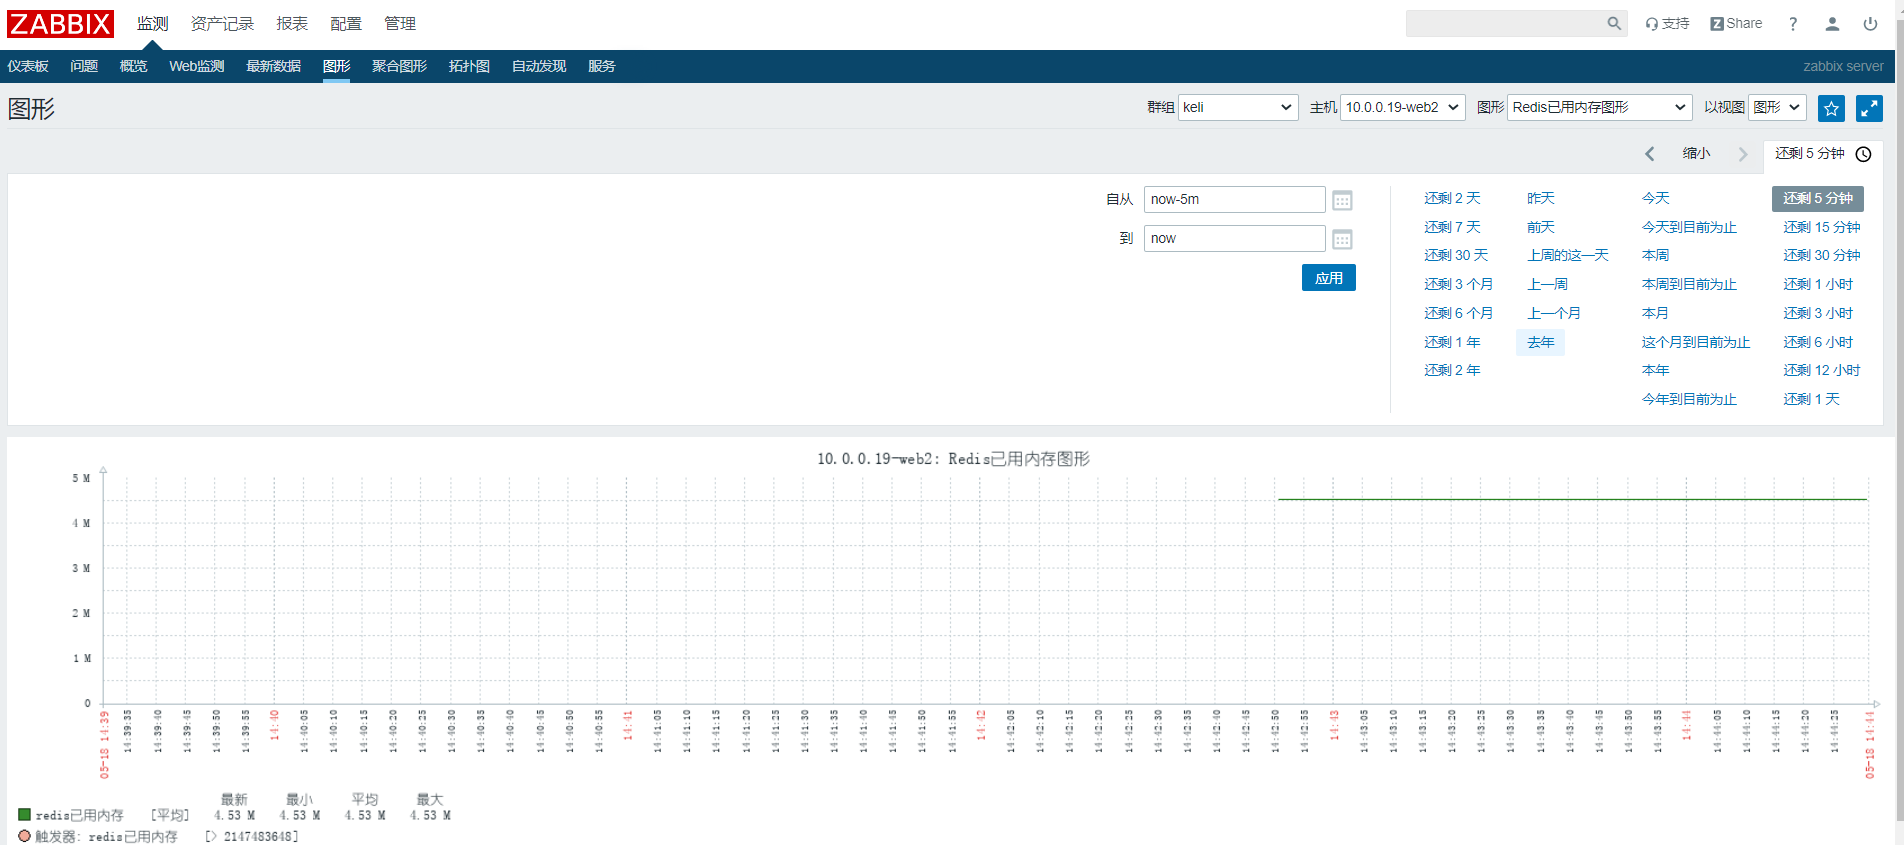 ZABBIX 监测 资产记录 报表 配置 管理 支持 Z Share ?
仪表板 问题 概览 Web监测 最新数据 图形 聚合图形 拓扑图 自动发现 服务 zabbix server
图形 群组 keli 主机 10.0.0.19-web2 图形 Redis已用内存图形 以视图 图形
缩小 还剩 5 分钟
自从 now-5m
到 now
应用
还剩 2 天 昨天 今天 还剩 5 分钟
还剩 7 天 前天 今天到目前为止 还剩 15 分钟
还剩 30 天 上周的这一天 本周 还剩 30 分钟
还剩 3 个月 上一周 本周到目前为止 还剩 1 小时
还剩 6 个月 上一个月 本月 还剩 3 小时
还剩 1 年 去年 这个月到目前为止 还剩 6 小时
还剩 2 年 本年 还剩 12 小时
今年到目前为止 还剩 1 天
10.0.0.19-web2: Redis已用内存图形
5 M
4 M
3 M
2 M
1 M
0
05-18 14:39 14:39:35 14:39:40 14:39:45 14:39:50 14:39:55 14:40 14:40:05 14:40:10 14:40:15 14:40:20 14:40:25 14:40:30 14:40:35 14:40:40 14:40:45 14:40:50 14:40:55 14:41 14:41:05 14:41:10 14:41:15 14:41:20 14:41:25 14:41:30 14:41:35 14:41:40 14:41:45 14:41:50 14:41:55 14:42 14:42:05 14:42:10 14:42:15 14:42:20 14:42:25 14:42:30 14:42:35 14:42:40 14:42:45 14:42:50 14:42:55 14:43 14:43:05 14:43:10 14:43:15 14:43:20 14:43:25 14:43:30 14:43:35 14:43:40 14:43:45 14:43:50 14:43:55 14:44 14:44:05 14:44:10 14:44:15 14:44:20 14:44:25 05-18 14:44
最新 最小 平均 最大
redis已用内存 [平均] 4.53 M 4.53 M 4.53 M 4.53 M
触发器: redis已用内存 [> 2147483648]